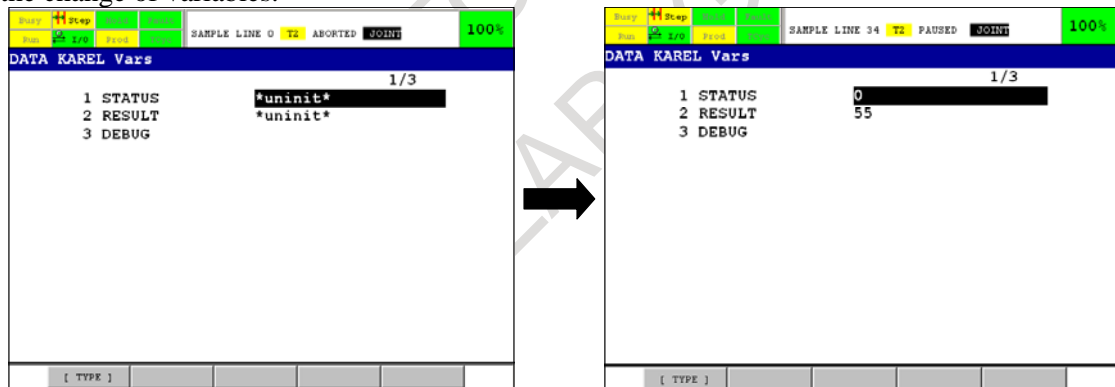 the change of variables.
Busy Step Hold Fault
Run I/O Prod TCyc
SAMPLE LINE 0 T2 ABORTED JOINT
100%
DATA KAREL Vars
1/3
1 STATUS *uninit*
2 RESULT *uninit*
3 DEBUG
[ TYPE ]
Busy Step Hold Fault
Run I/O Prod TCyc
SAMPLE LINE 34 T2 PAUSED JOINT
100%
DATA KAREL Vars
1/3
1 STATUS 0
2 RESULT 55
3 DEBUG
[ TYPE ]